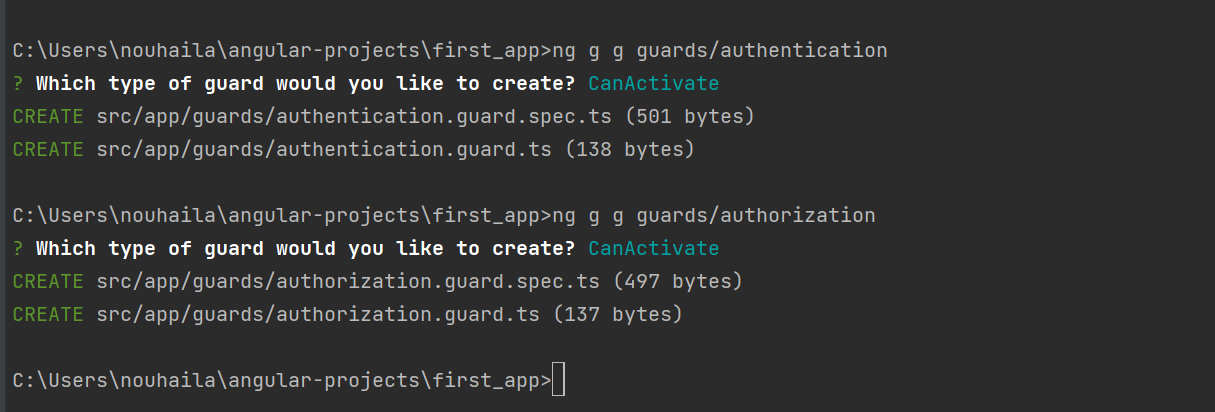 C:\Users\nouhaila\angular-projects\first_app>ng g g guards/authentication
? Which type of guard would you like to create? CanActivate
CREATE src/app/guards/authentication.guard.spec.ts (501 bytes)
CREATE src/app/guards/authentication.guard.ts (138 bytes)
C:\Users\nouhaila\angular-projects\first_app>ng g g guards/authorization
? Which type of guard would you like to create? CanActivate
CREATE src/app/guards/authorization.guard.spec.ts (497 bytes)
CREATE src/app/guards/authorization.guard.ts (137 bytes)
C:\Users\nouhaila\angular-projects\first_app>